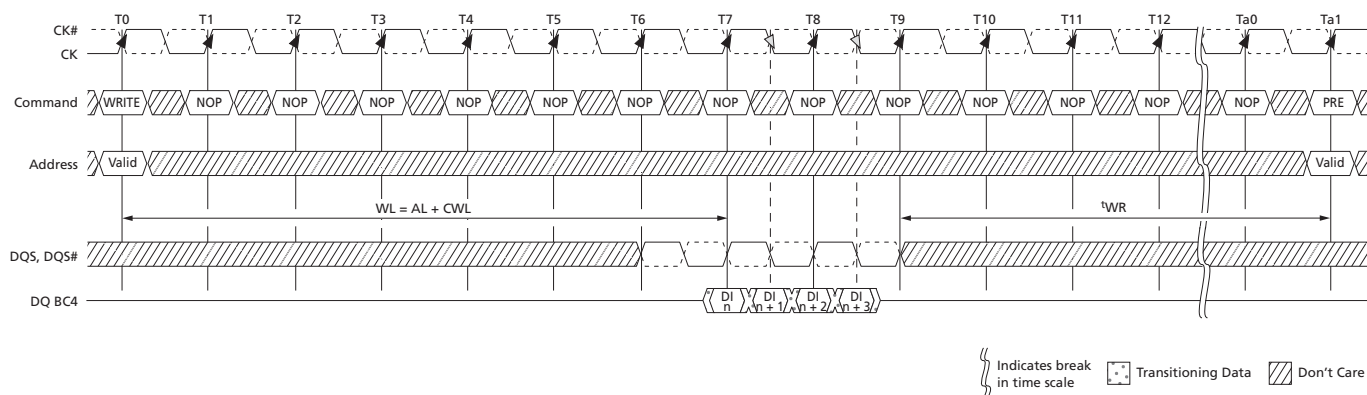 T0 T1 T2 T3 T4 T5 T6 T7 T8 T9 T10 T11 T12 Ta0 Ta1
CK#
CK
Command WRITE NOP NOP NOP NOP NOP NOP NOP NOP NOP NOP NOP NOP NOP PRE
Address Valid Valid
WL = AL + CWL tWR
DQS, DQS#
DQ BC4 DI n DI n + 1 DI n + 2 DI n + 3
Indicates break in time scale Transitioning Data Don't Care